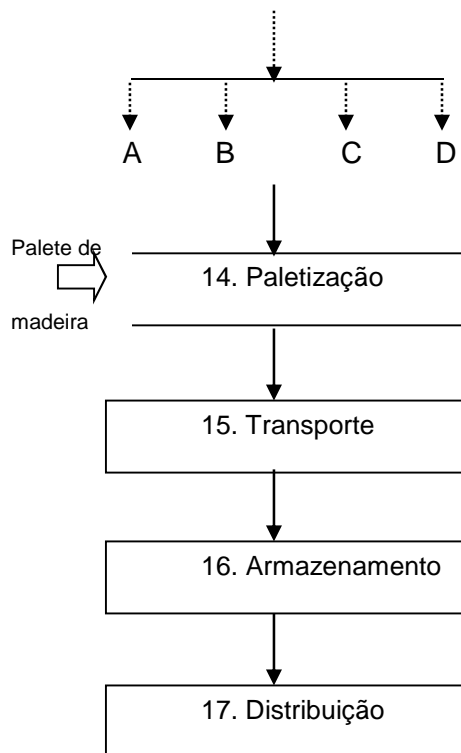 A B C D
Palete de
14. Paletização
madeira
15. Transporte
16. Armazenamento
17. Distribuição